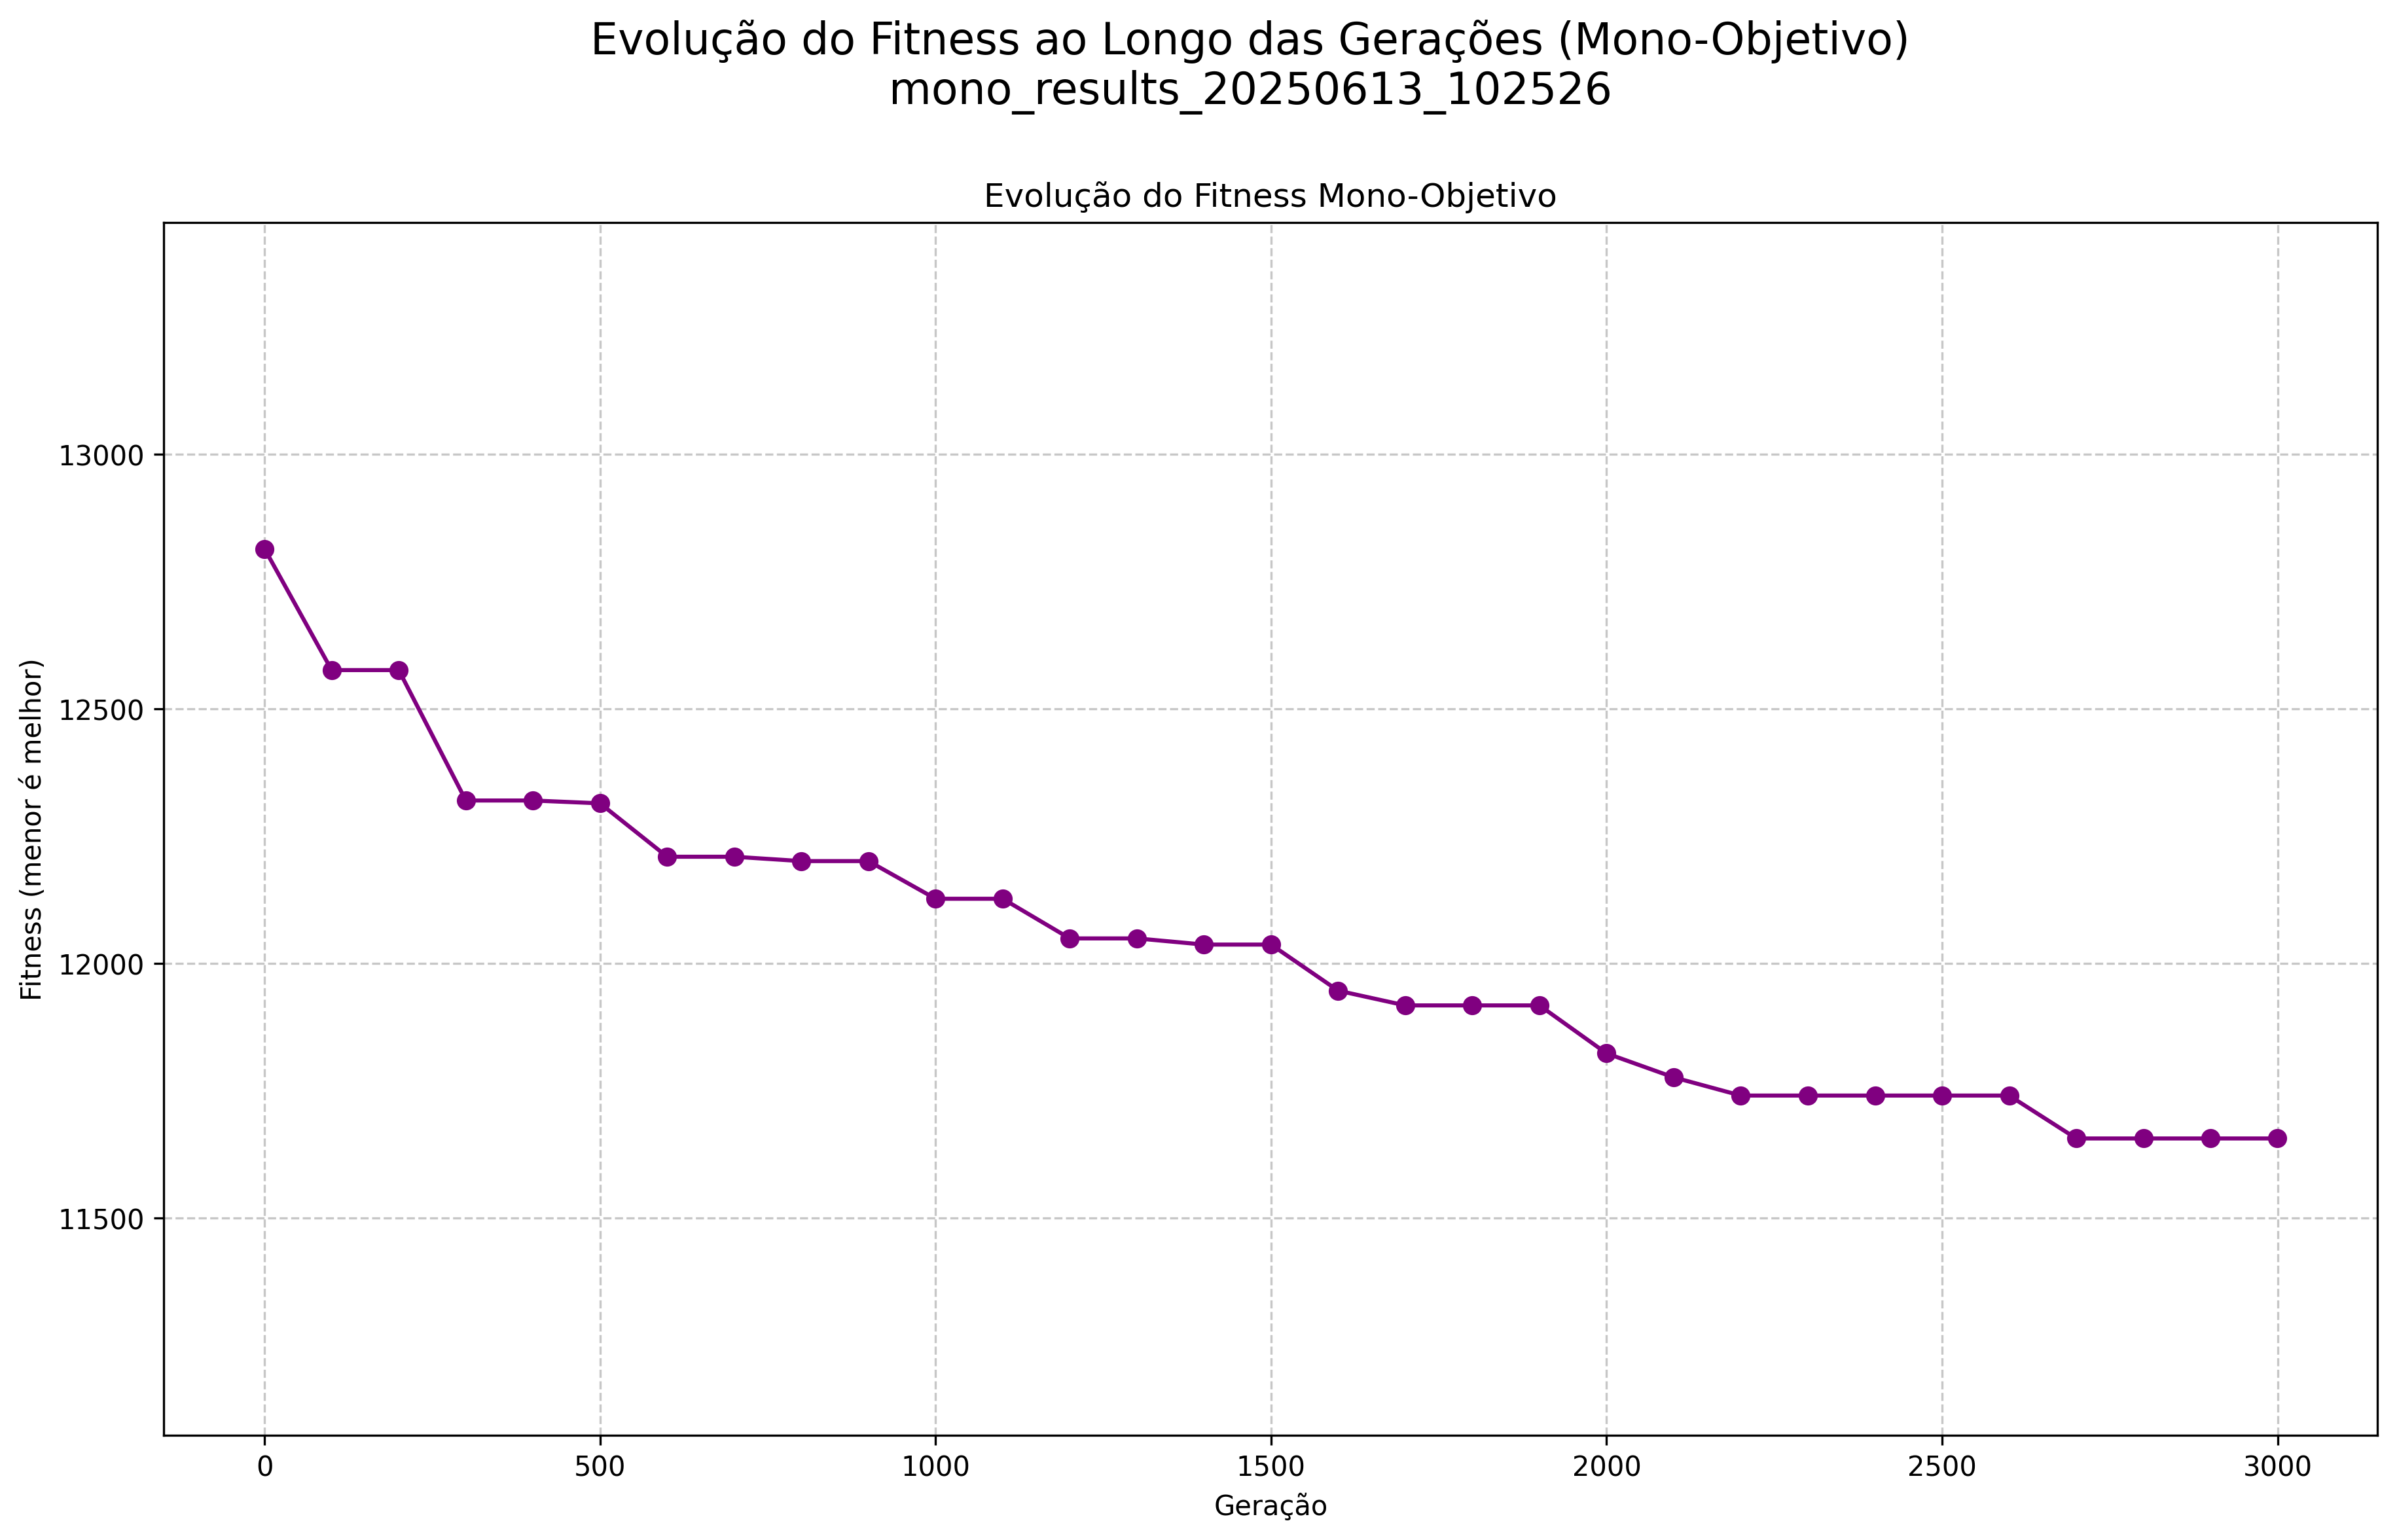 Evolução do Fitness ao Longo das Gerações (Mono-Objetivo)
mono_results_20250613_102526
Evolução do Fitness Mono-Objetivo
Fitness (menor é melhor)
13000
12500
12000
11500
0
500
1000
1500
2000
2500
3000
Geração